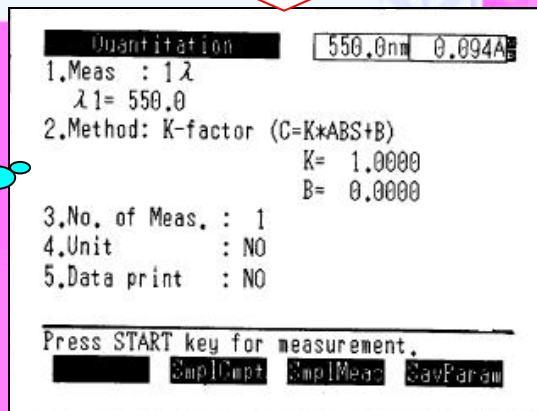 Quantitation 550.0nm 0.094A
1.Meas : 1λ
λ1= 550.0
2.Method: K-factor (C=K*ABS+B)
K= 1.0000
B= 0.0000
3.No. of Meas. : 1
4.Unit : NO
5.Data print : NO
Press START key for measurement.
SmplCmpt SmplMeas SavParam